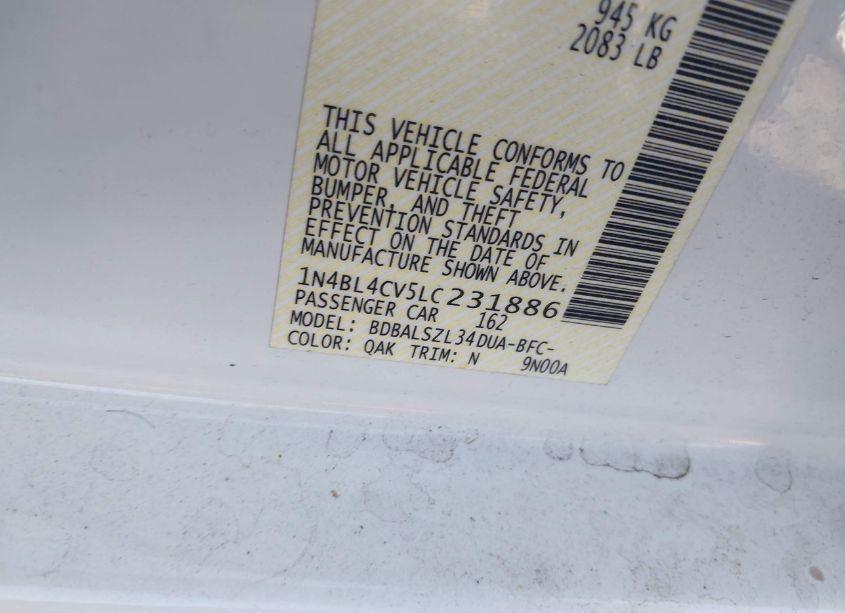 945 KG
2083 LB
THIS VEHICLE CONFORMS TO
ALL APPLICABLE FEDERAL
MOTOR VEHICLE SAFETY,
BUMPER, AND THEFT
PREVENTION STANDARDS IN
EFFECT ON THE DATE OF
MANUFACTURE SHOWN ABOVE.
1N4BL4CV5LC231886
PASSENGER CAR 162
MODEL: BDBALSZL34DUA-BFC-
COLOR: QAK TRIM: N 9N00A